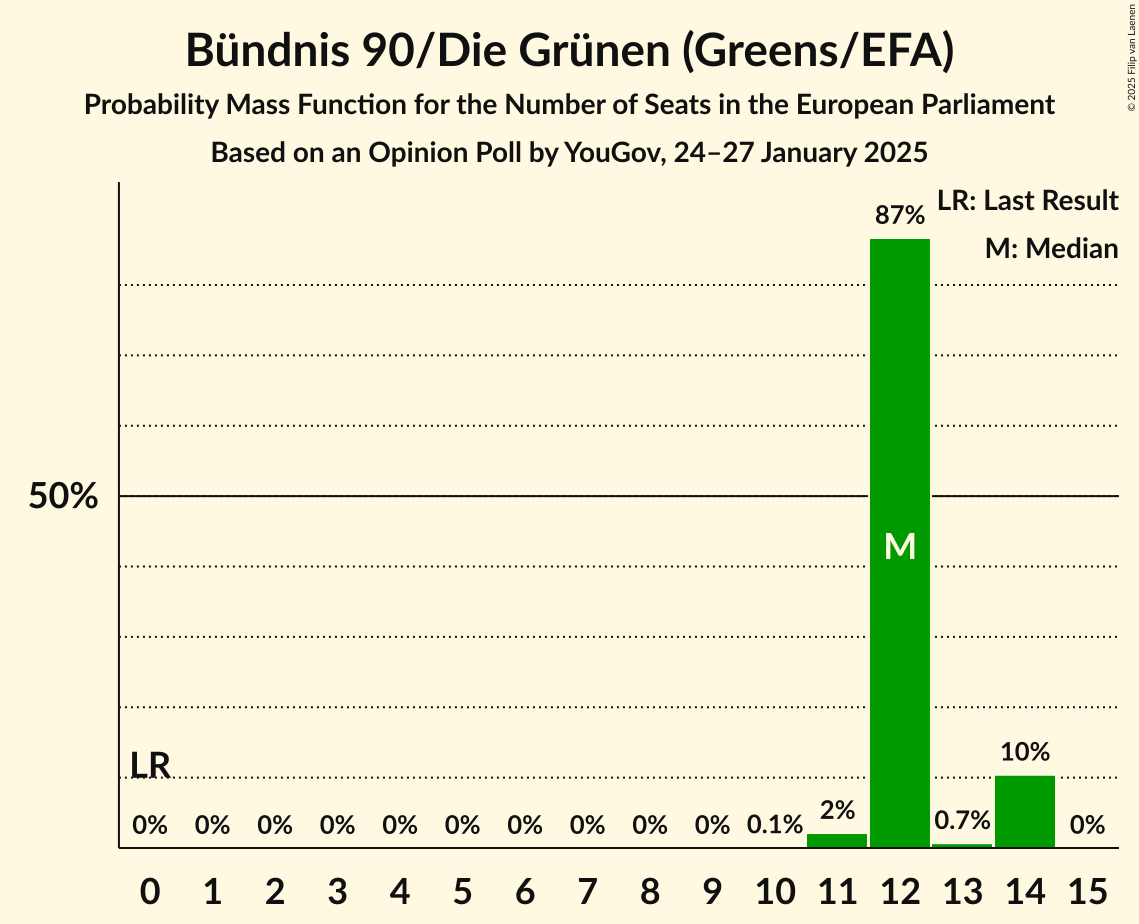 Bündnis 90/Die Grünen (Greens/EFA)
Probability Mass Function for the Number of Seats in the European Parliament
Based on an Opinion Poll by YouGov, 24–27 January 2025
© 2025 Filip van Laenen
LR: Last Result
M: Median
87%
50%
M
LR
0% 0% 0% 0% 0% 0% 0% 0% 0% 0% 0.1% 2% 0.7% 10% 0%
0 1 2 3 4 5 6 7 8 9 10 11 12 13 14 15